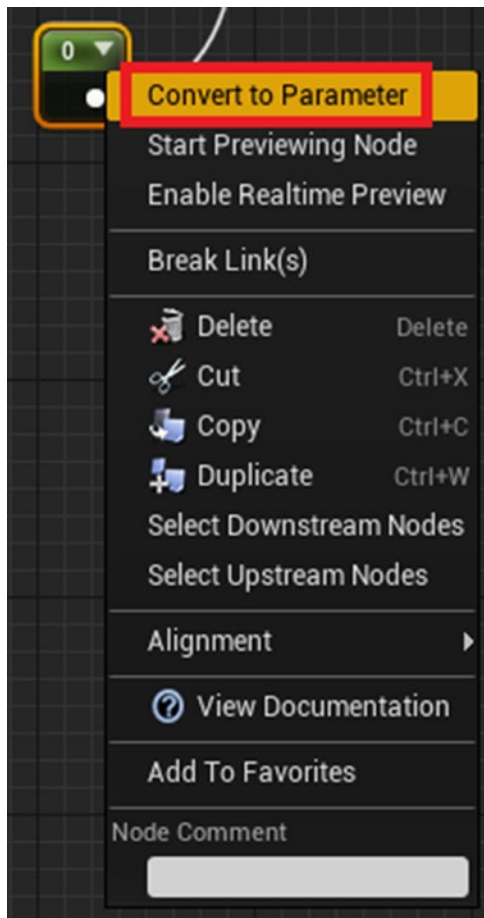 0
Convert to Parameter
Start Previewing Node
Enable Realtime Preview
Break Link(s)
Delete Delete
Cut Ctrl+X
Copy Ctrl+C
Duplicate Ctrl+W
Select Downstream Nodes
Select Upstream Nodes
Alignment
View Documentation
Add To Favorites
Node Comment